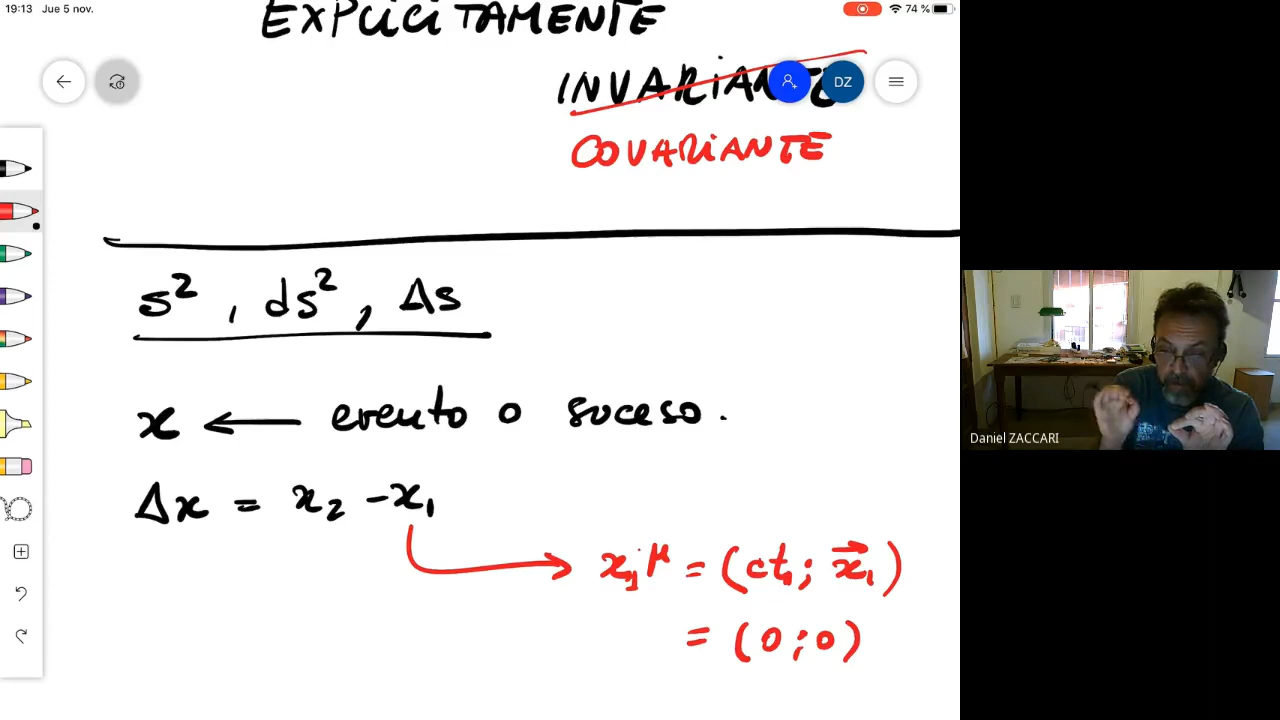 19:13 Jue 5 nov.
74 %
EXPLICITAMENTE
INVARIANTE
DZ
COVARIANTE
s², ds², Δs
x ← evento o suceso.
Δx = x₂ - x₁
x₁^μ = (ct₁; x⃗₁)
= (0; 0)
Daniel ZACCARI